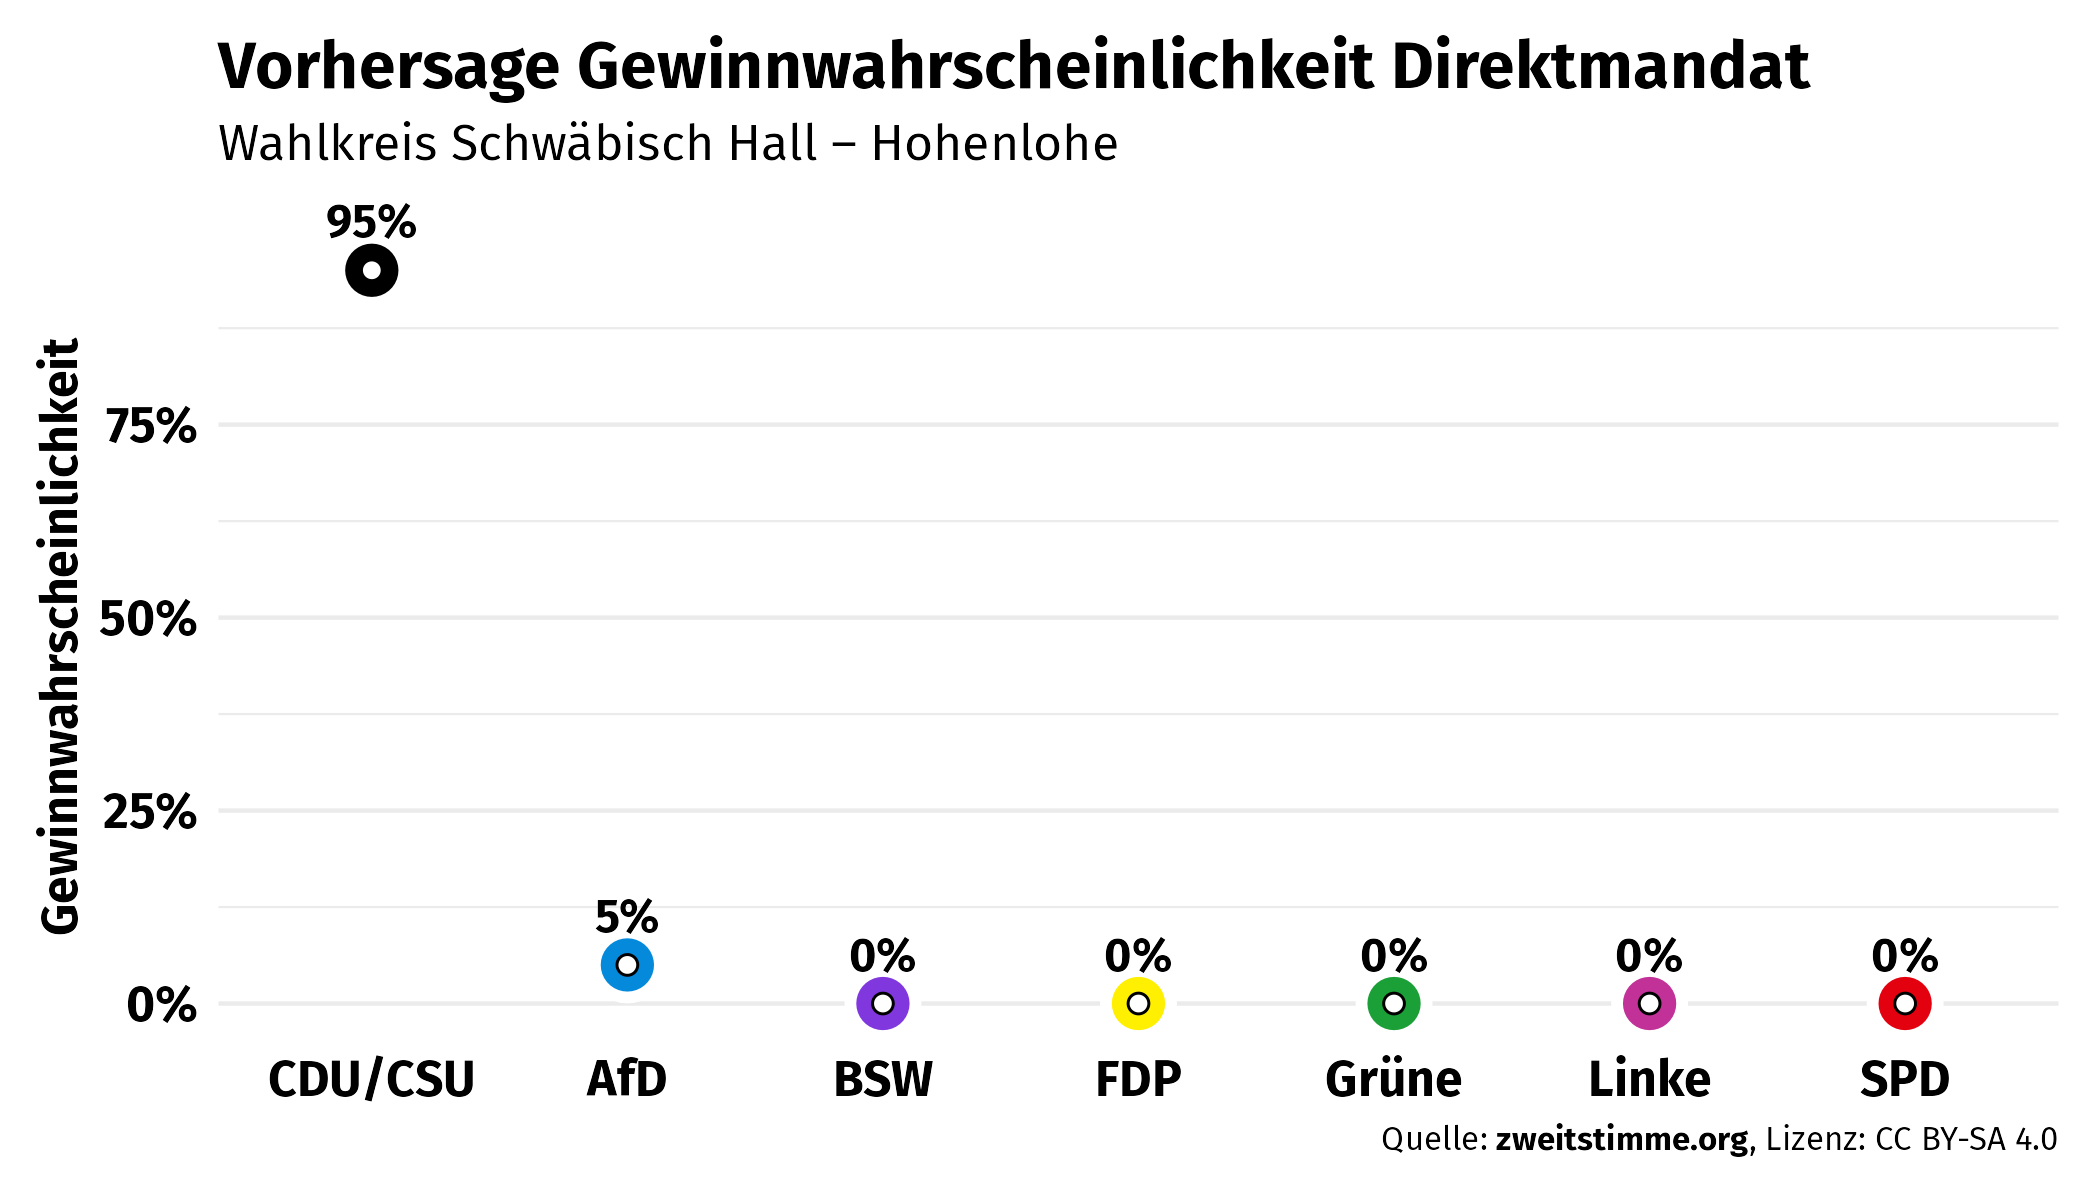 Vorhersage Gewinnwahrscheinlichkeit Direktmandat
Wahlkreis Schwäbisch Hall – Hohenlohe
95%
Gewinnwahrscheinlichkeit
75%
50%
25%
5%
0% 0% 0% 0% 0%
0%
CDU/CSU AfD BSW FDP Grüne Linke SPD
Quelle: zweitstimme.org, Lizenz: CC BY-SA 4.0